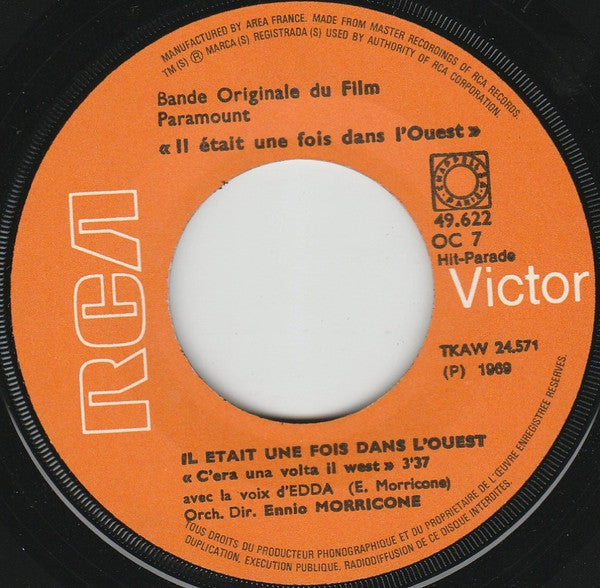 MANUFACTURED BY AREA FRANCE. MADE FROM MASTER RECORDINGS OF RCA RECORDS.
TM(S) ® MARCA(S) REGISTRADA(S) USED BY AUTHORITY OF RCA CORPORATION.
Bande Originale du Film
Paramount
« Il était une fois dans l'Ouest »
CHAPPELL
PARIS
49.622
OC 7
Hit-Parade
RCA
Victor
TKAW 24.571
(P) 1969
IL ETAIT UNE FOIS DANS L'OUEST
« C'era una volta il west » 3'37
avec la voix d'EDDA (E. Morricone)
Orch. Dir. Ennio MORRICONE
TOUS DROITS DU PRODUCTEUR PHONOGRAPHIQUE ET DU PROPRIETAIRE DE L'ŒUVRE ENREGISTREE RESERVES.
DUPLICATION, EXECUTION PUBLIQUE, RADIODIFFUSION DE CE DISQUE INTERDITES.